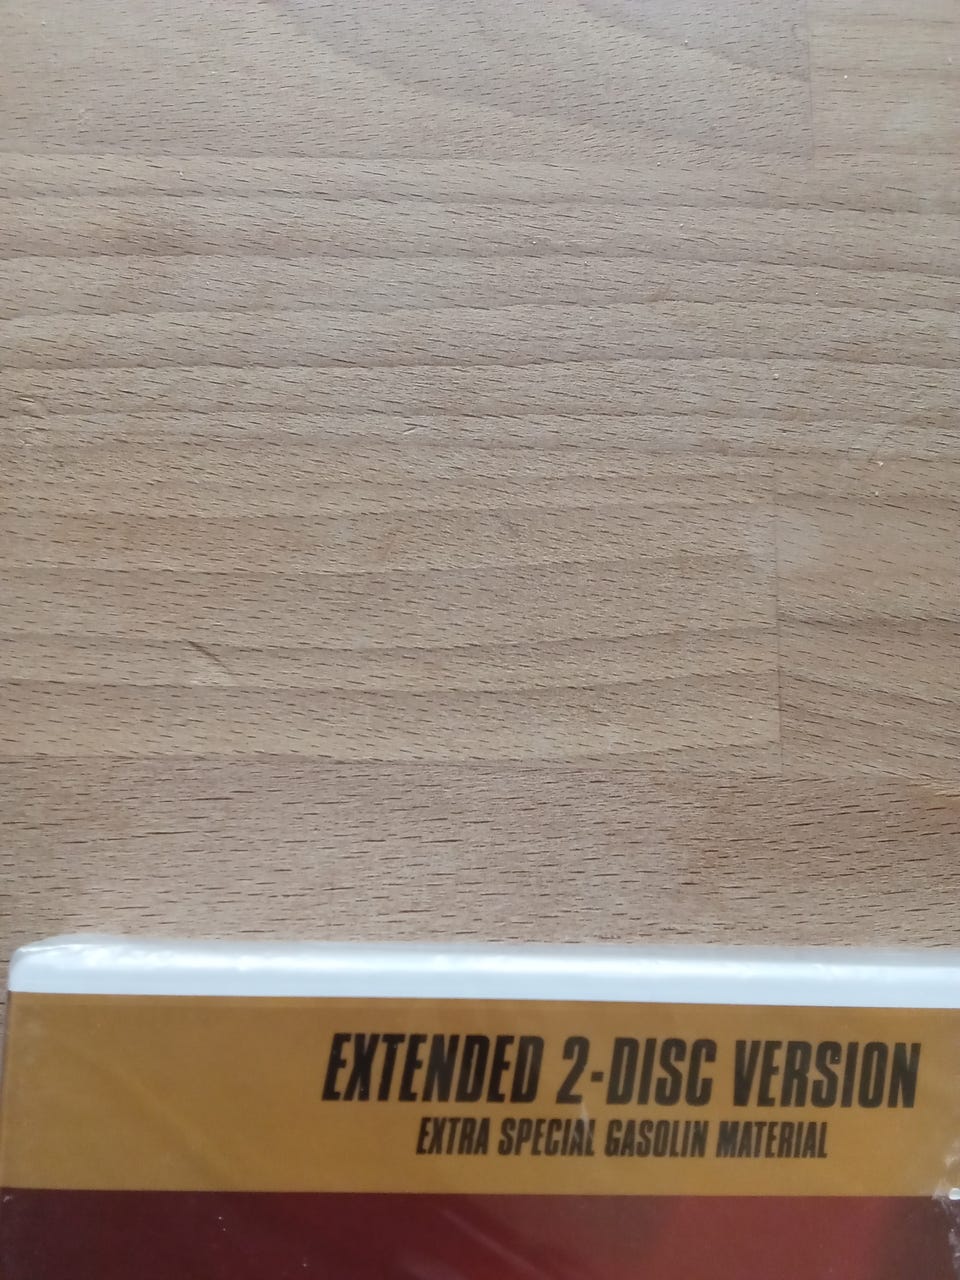 EXTENDED 2-DISC VERSION
EXTRA SPECIAL GASOLIN MATERIAL